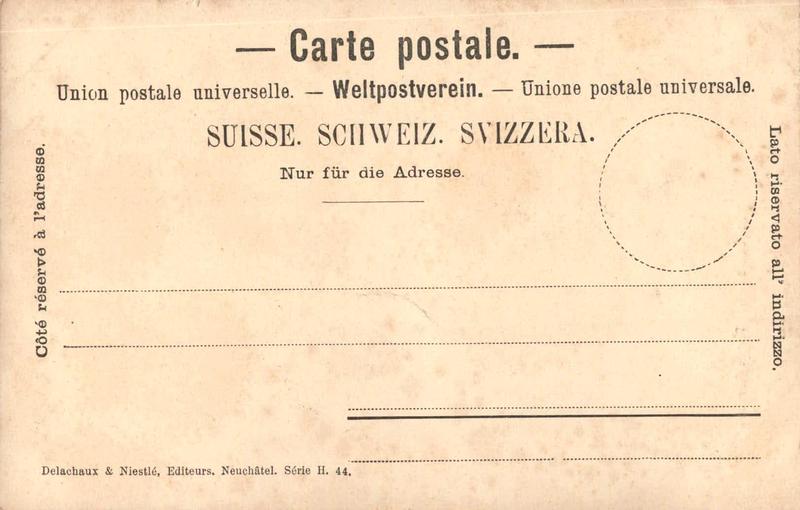 — Carte postale. —
Union postale universelle. — Weltpostverein. — Unione postale universale.
SUISSE. SCHWEIZ. SVIZZERA.
Nur für die Adresse.
Côté réservé à l'adresse.
Lato riservato all' indirizzo.
Delachaux & Niestlé, Editeurs, Neuchâtel. Série H. 44.